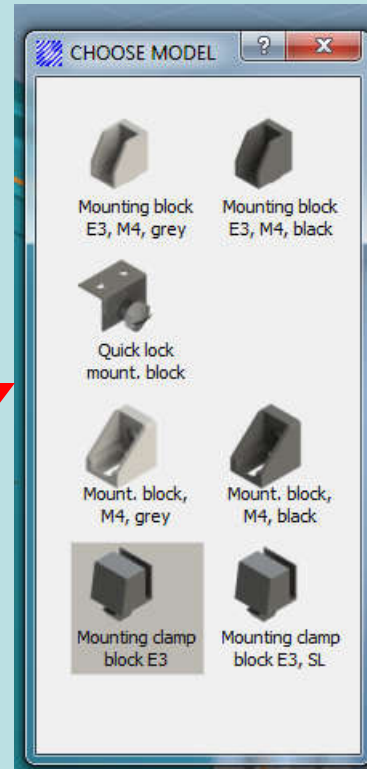 CHOOSE MODEL ? X
Mounting block Mounting block
E3, M4, grey E3, M4, black
Quick lock
mount. block
Mount. block, Mount. block,
M4, grey M4, black
Mounting clamp Mounting clamp
block E3 block E3, SL